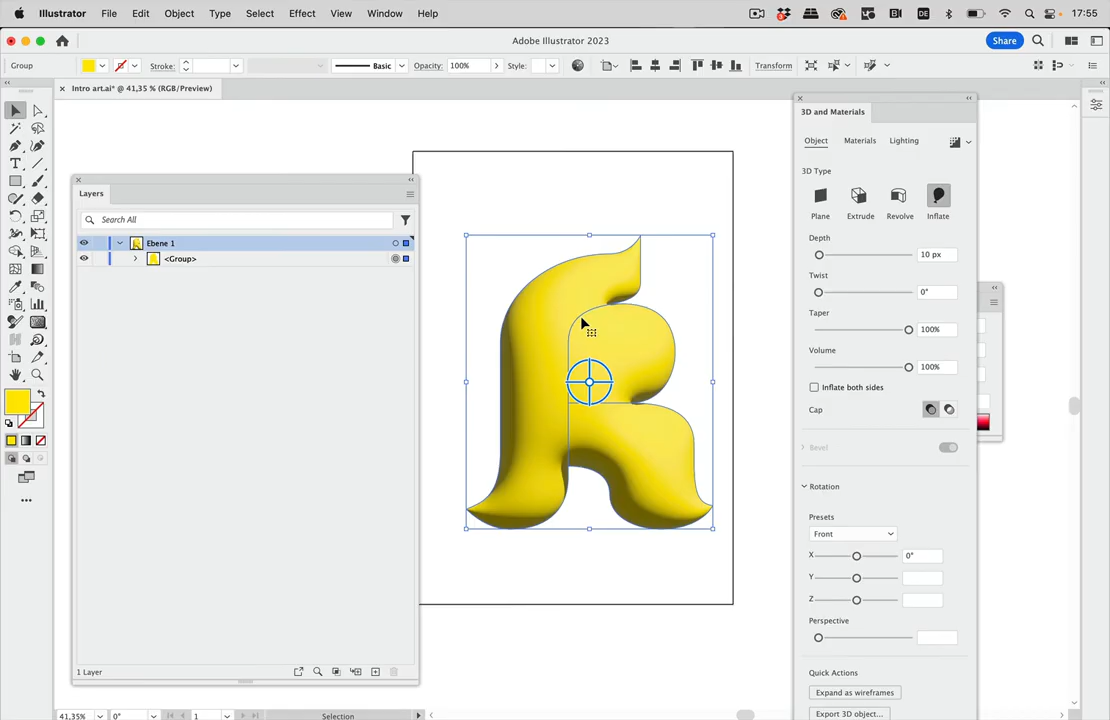 Illustrator File Edit Object Type Select Effect View Window Help 17:55
Adobe Illustrator 2023 Share
Group Stroke: Basic Opacity: 100% Style: Transform
Intro art.ai* @ 41,35 % (RGB/Preview)
Layers
Search All
Ebene 1
<Group>
1 Layer
3D and Materials
Object Materials Lighting
3D Type
Plane Extrude Revolve Inflate
Depth
10 px
Twist
0°
Taper
100%
Volume
100%
Inflate both sides
Cap
Bevel
Rotation
Presets
Front
X 0°
Y
Z
Perspective
Quick Actions
Expand as wireframes
Export 3D object...
41,35% 0° 1 Selection